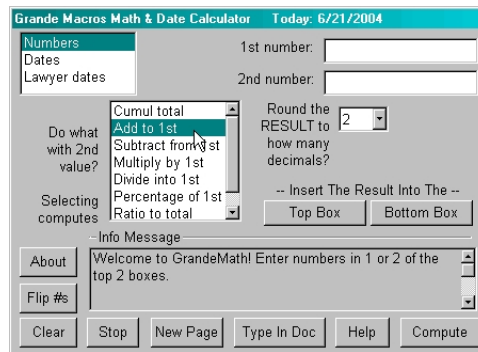 Grande Macros Math & Date Calculator Today: 6/21/2004
Numbers
Dates
Lawyer dates
1st number:
2nd number:
Do what
with 2nd
value?
Selecting
computes
Cumul total
Add to 1st
Subtract from 1st
Multiply by 1st
Divide into 1st
Percentage of 1st
Ratio to total
Round the
RESULT to
how many
decimals?
2
-- Insert The Result Into The --
Top Box
Bottom Box
Info Message
Welcome to GrandeMath! Enter numbers in 1 or 2 of the
top 2 boxes.
About
Flip #s
Clear
Stop
New Page
Type In Doc
Help
Compute